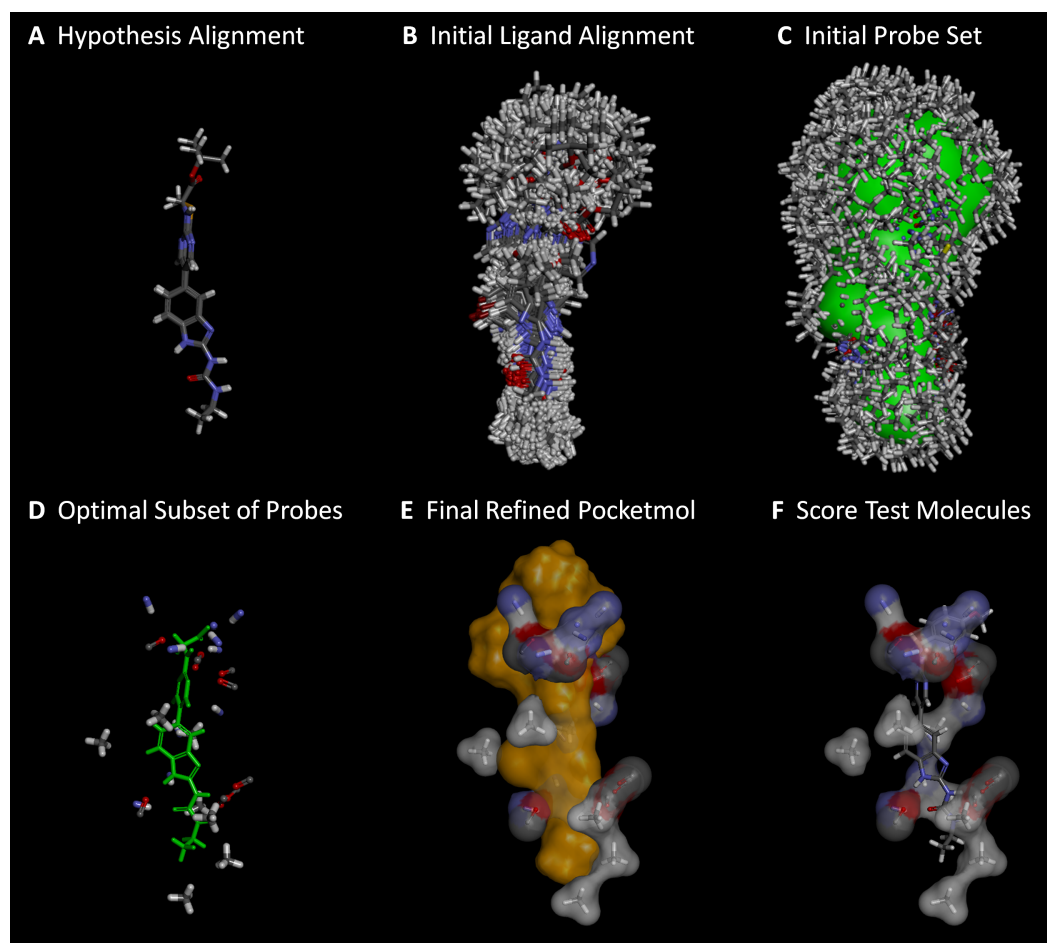 A Hypothesis Alignment
B Initial Ligand Alignment
C Initial Probe Set
D Optimal Subset of Probes
E Final Refined Pocketmol
F Score Test Molecules